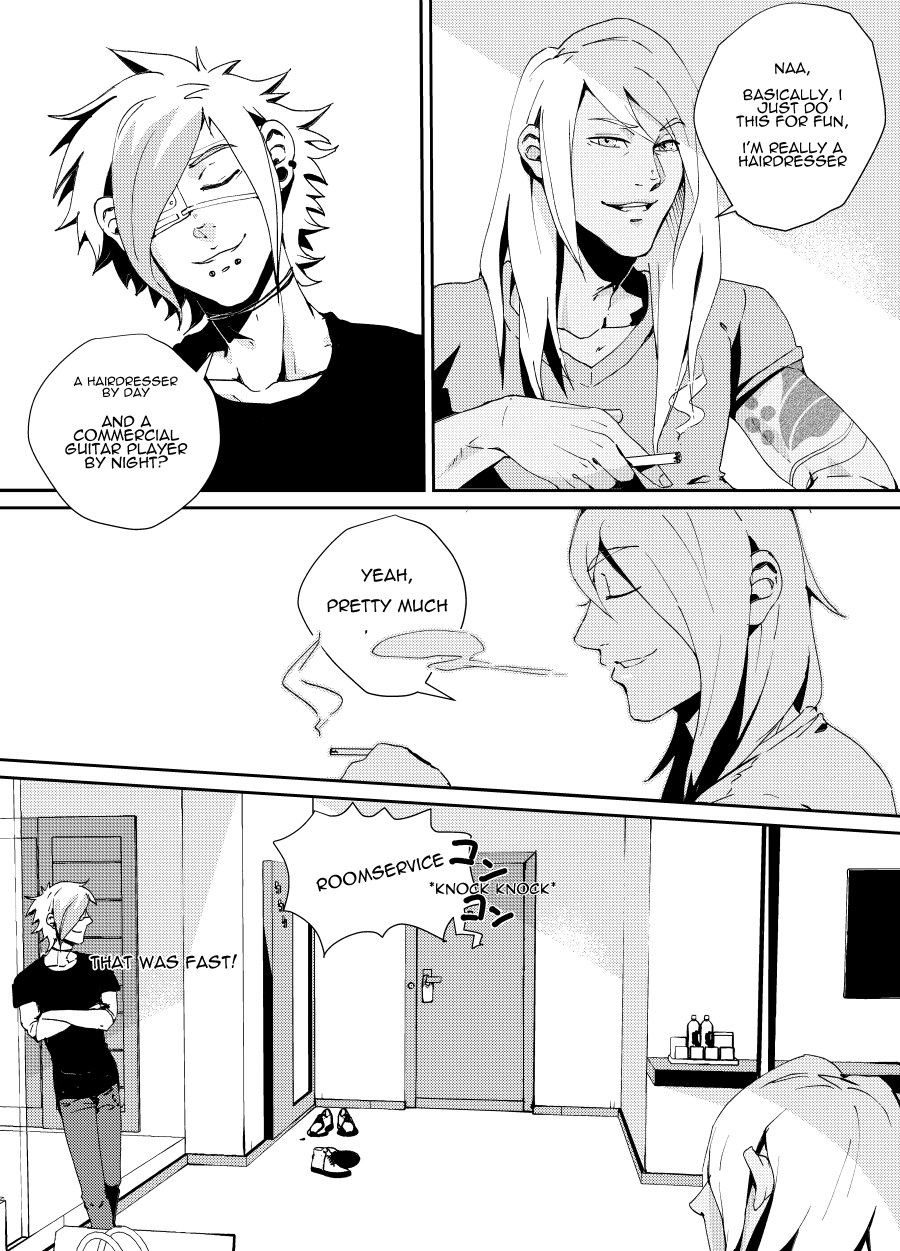 NAA,
BASICALLY, I
JUST DO
THIS FOR FUN,
I'M REALLY A
HAIRDRESSER
A HAIRDRESSER
BY DAY
AND A
COMMERCIAL
GUITAR PLAYER
BY NIGHT?
YEAH,
PRETTY MUCH
.
コン
*KNOCK KNOCK*
コン
ROOMSERVICE
THAT WAS FAST!